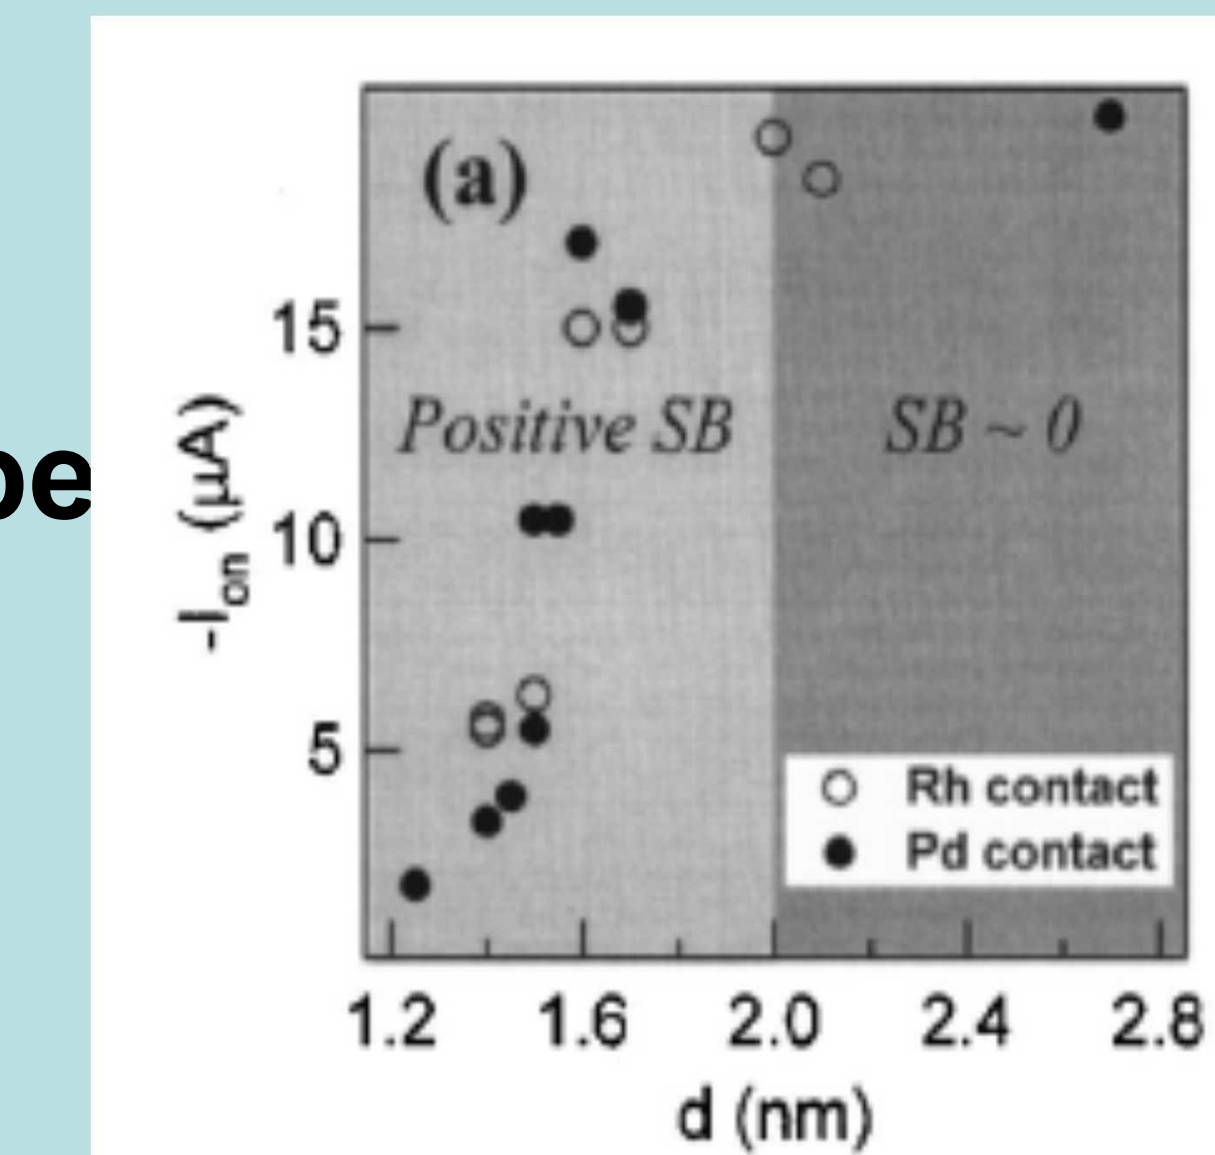 (a)
15
Positive SB
SB ~ 0
be
-Ion (µA)
10
5
Rh contact
Pd contact
1.2 1.6 2.0 2.4 2.8
d (nm)